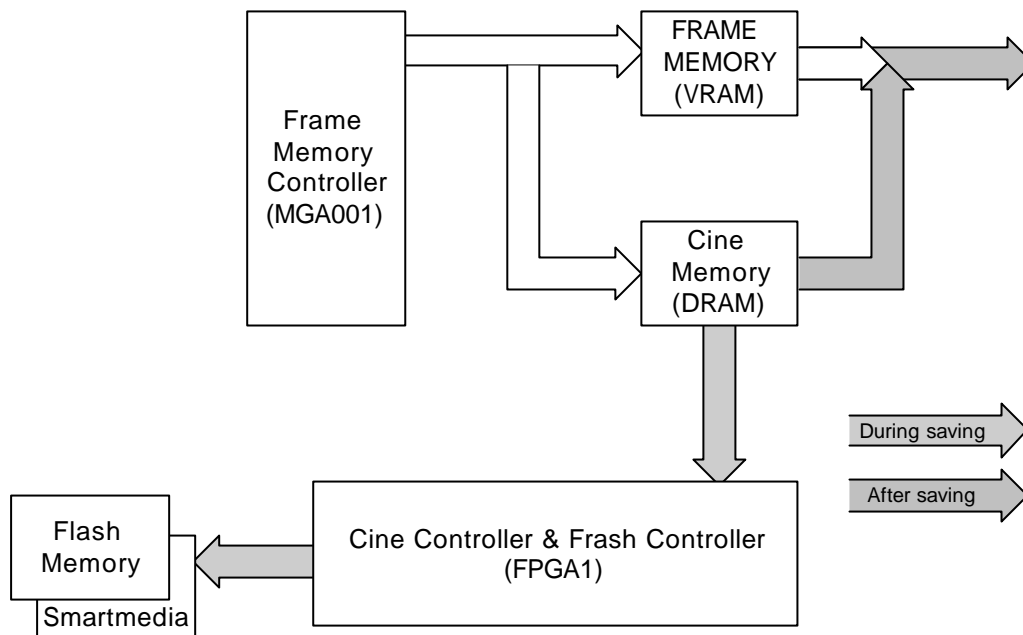 Frame
Memory
Controller
(MGA001)
FRAME
MEMORY
(VRAM)
Cine
Memory
(DRAM)
During saving
After saving
Cine Controller & Frash Controller
(FPGA1)
Flash
Memory
Smartmedia